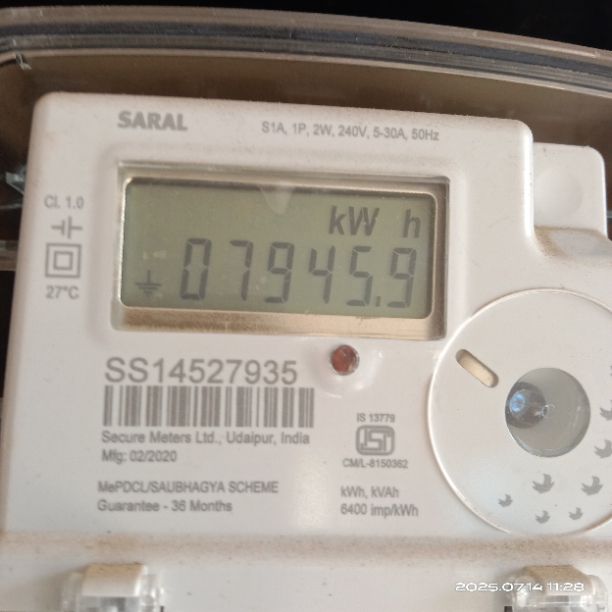 SARAL
S1A, 1P, 2W, 240V, 5-30A, 50Hz
Cl. 1.0
27°C
kW h
07945.9
SS14527935
Secure Meters Ltd., Udaipur, India
Mfg: 02/2020
IS 13779
ISI
CM/L-8150362
MePDCL/SAUBHAGYA SCHEME
Guarantee - 36 Months
kWh, kVAh
6400 imp/kWh
2025.07.14 11:28